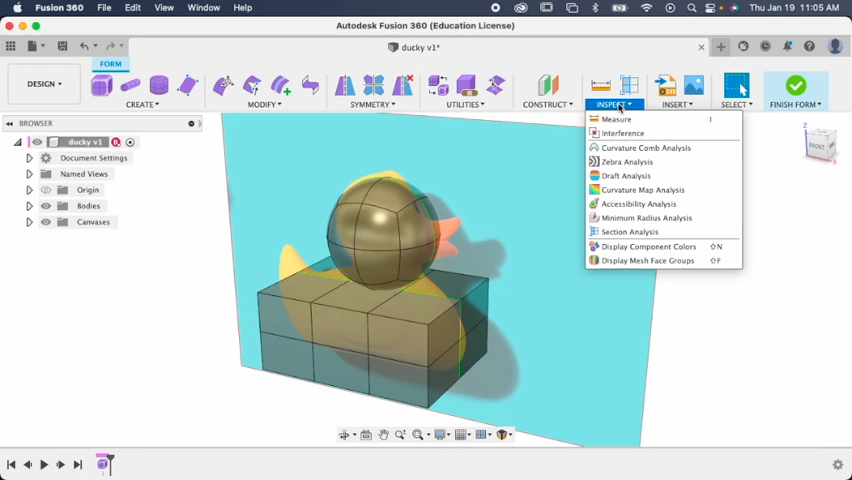 Fusion 360 File Edit View Window Help Thu Jan 19 11:05 AM
Autodesk Fusion 360 (Education License)
ducky v1*
FORM
DESIGN
CREATE MODIFY SYMMETRY UTILITIES CONSTRUCT INSPECT INSERT SELECT FINISH FORM
BROWSER
ducky v1
Document Settings
Named Views
Origin
Bodies
Canvases
Measure I
Interference
Curvature Comb Analysis
Zebra Analysis
Draft Analysis
Curvature Map Analysis
Accessibility Analysis
Minimum Radius Analysis
Section Analysis
Display Component Colors ⇧N
Display Mesh Face Groups ⇧F
Z
FRONT
X